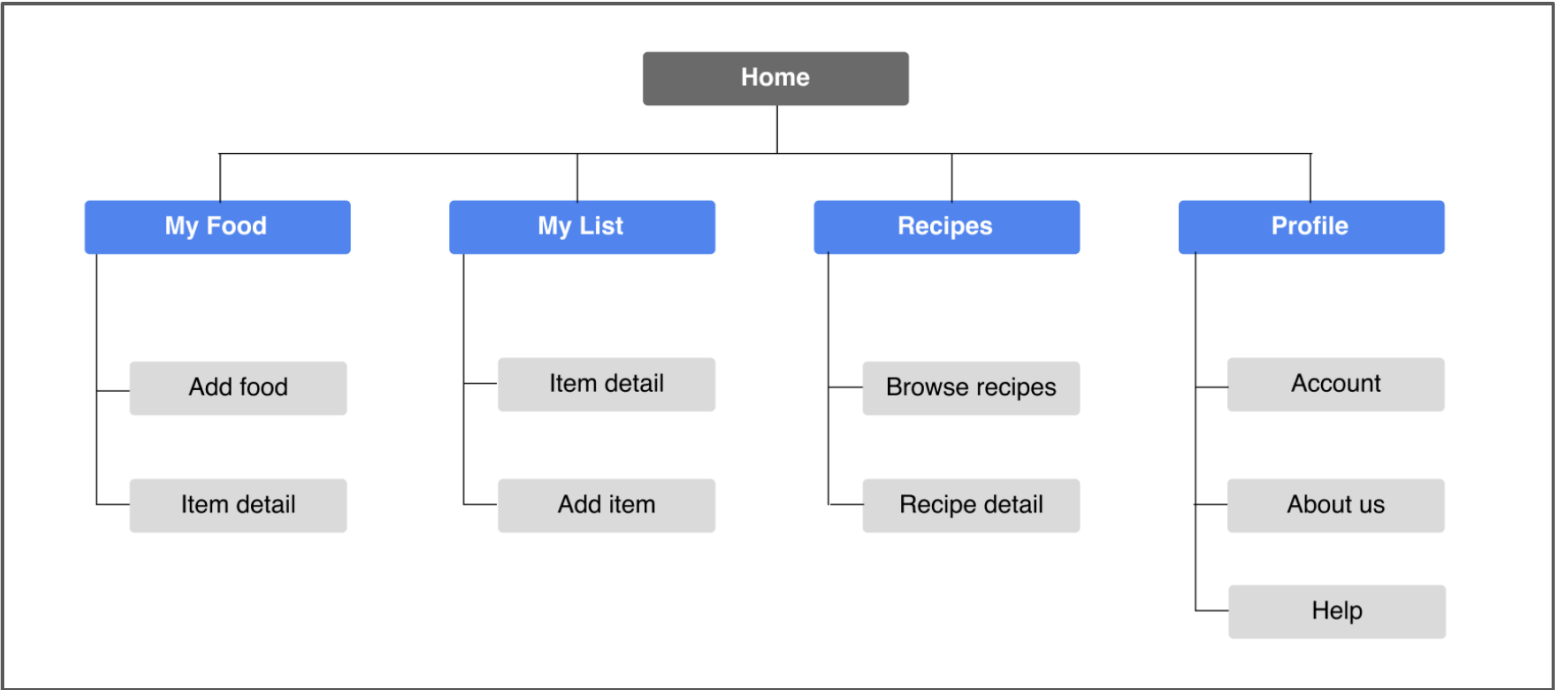 Home
My Food
My List
Recipes
Profile
Add food
Item detail
Item detail
Add item
Browse recipes
Recipe detail
Account
About us
Help